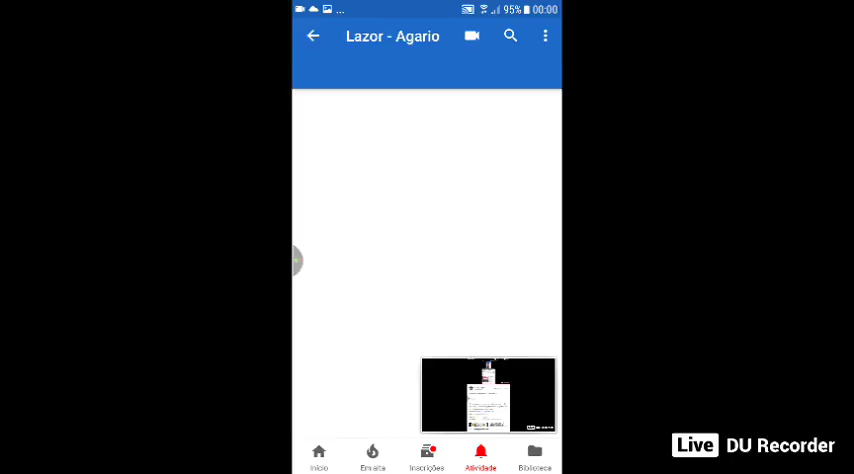 ... 95% 00:00
Lazor - Agario
Início Em alta Inscrições Atividade Biblioteca
Live DU Recorder